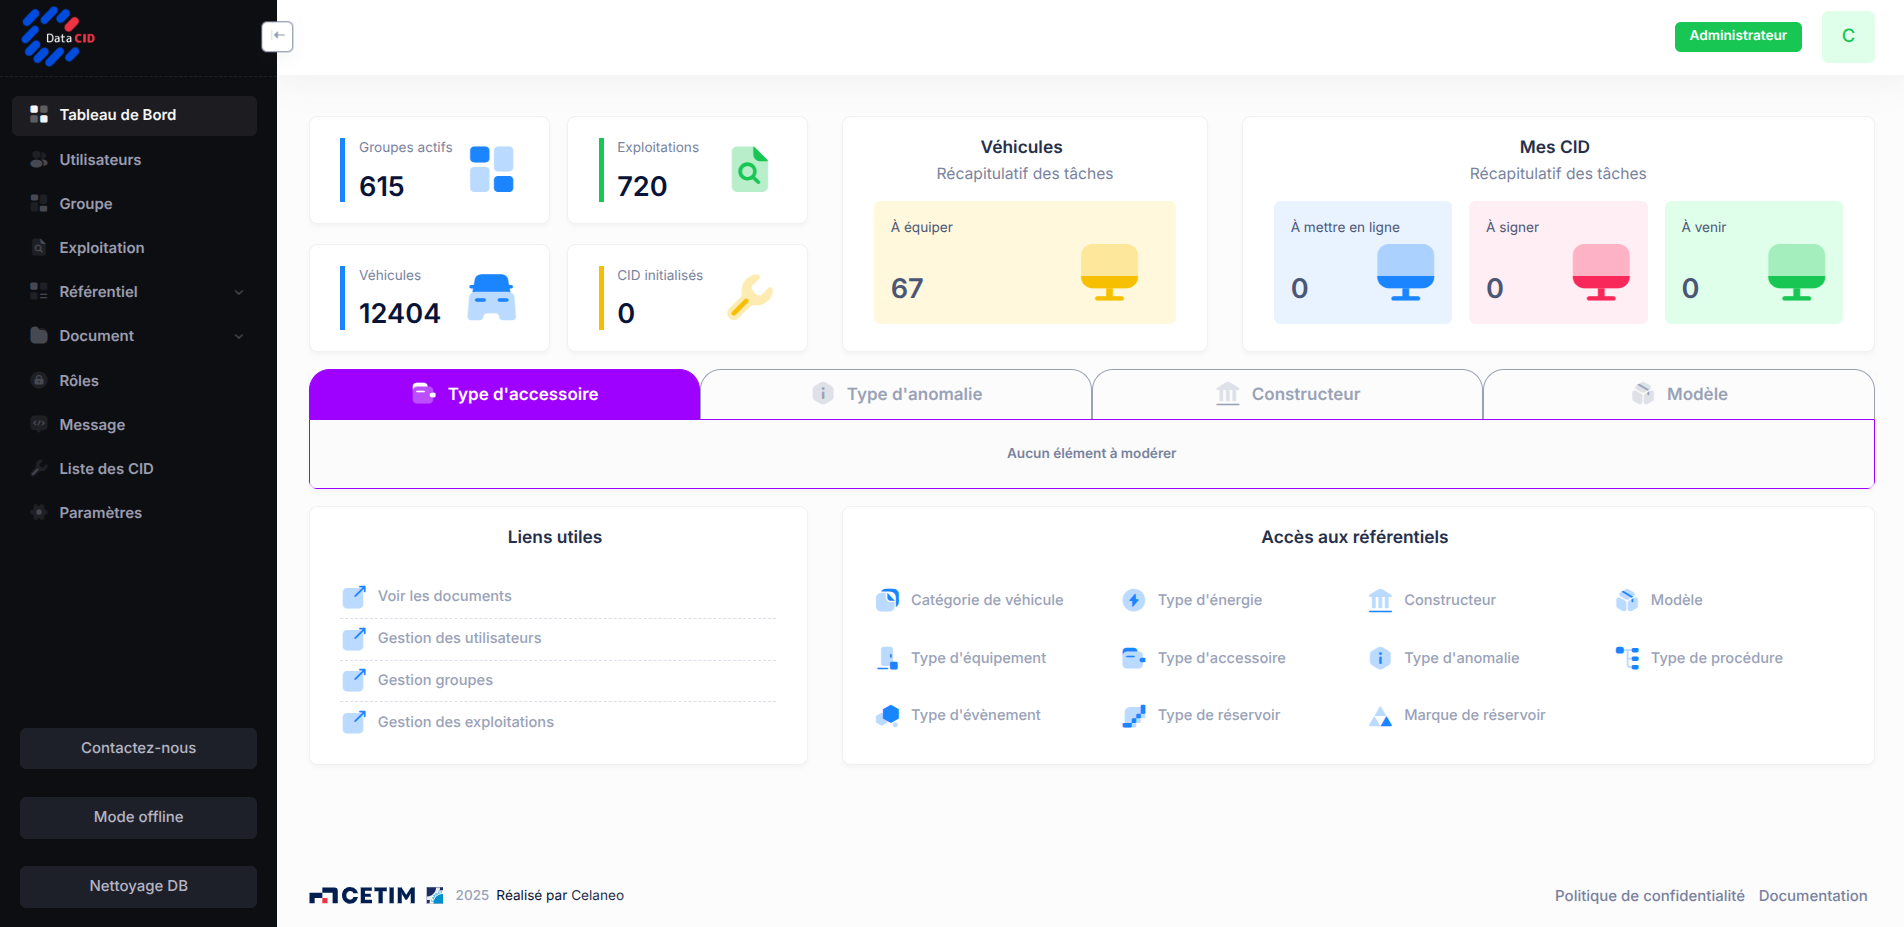 Data CID
Administrateur
C
Tableau de Bord
Utilisateurs
Groupe
Exploitation
Référentiel
Document
Rôles
Message
Liste des CID
Paramètres
Contactez-nous
Mode offline
Nettoyage DB
Groupes actifs
615
Exploitations
720
Véhicules
12404
CID initialisés
0
Véhicules
Récapitulatif des tâches
À équiper
67
Mes CID
Récapitulatif des tâches
À mettre en ligne
0
À signer
0
À venir
0
Type d'accessoire
Type d'anomalie
Constructeur
Modèle
Aucun élément à modérer
Liens utiles
Voir les documents
Gestion des utilisateurs
Gestion groupes
Gestion des exploitations
Accès aux référentiels
Catégorie de véhicule
Type d'énergie
Constructeur
Modèle
Type d'équipement
Type d'accessoire
Type d'anomalie
Type de procédure
Type d'évènement
Type de réservoir
Marque de réservoir
CETIM 2025 Réalisé par Celaneo
Politique de confidentialité Documentation